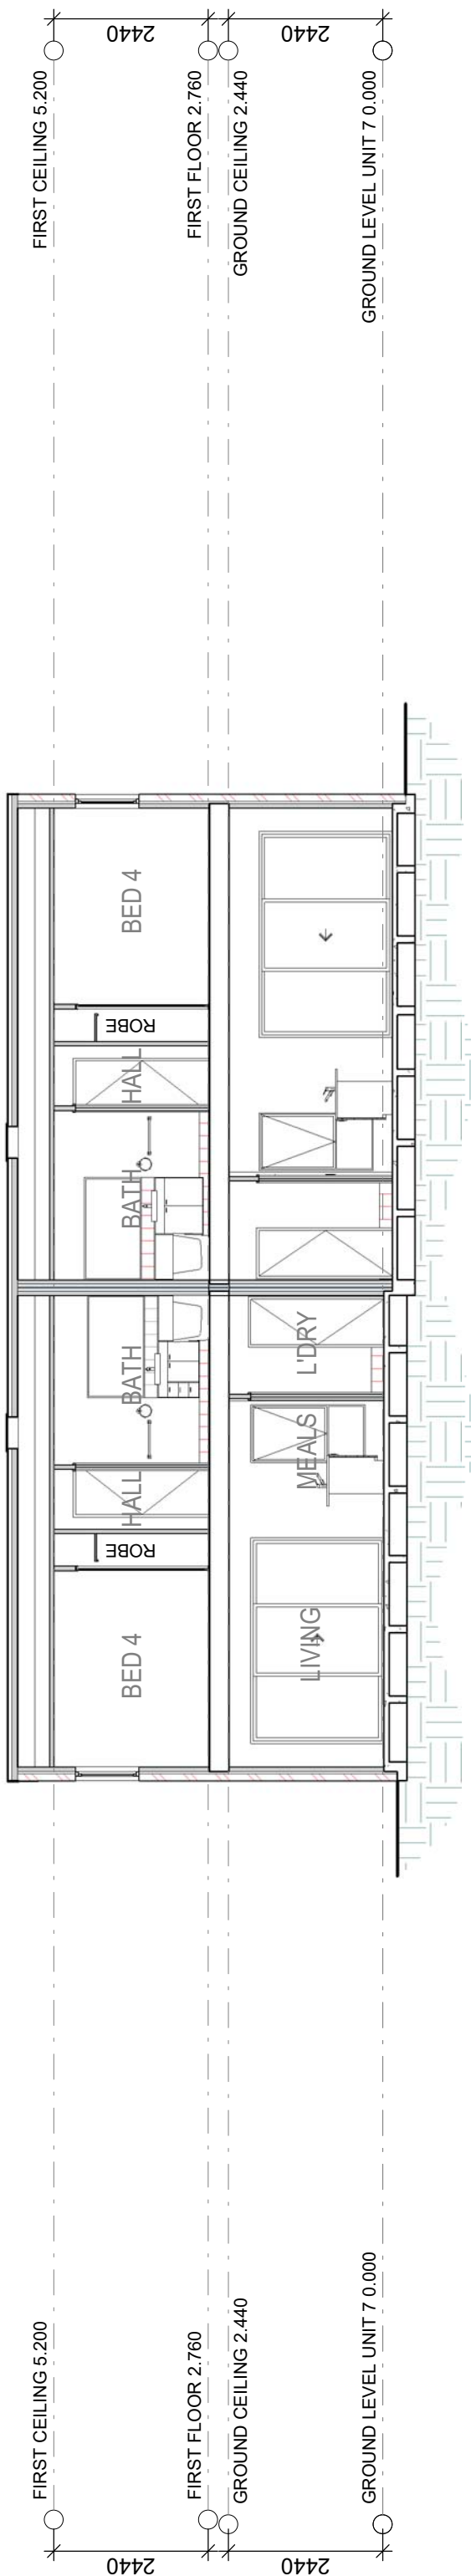 2440
2440
FIRST CEILING 5.200
FIRST FLOOR 2.760
GROUND CEILING 2.440
GROUND LEVEL UNIT 7 0.000
BED 4
ROBE
HALL
BATH
BATH
L'DRY
HALL
MEALS
ROBE
BED 4
LIVING
FIRST CEILING 5.200
FIRST FLOOR 2.760
GROUND CEILING 2.440
GROUND LEVEL UNIT 7 0.000
2440
2440